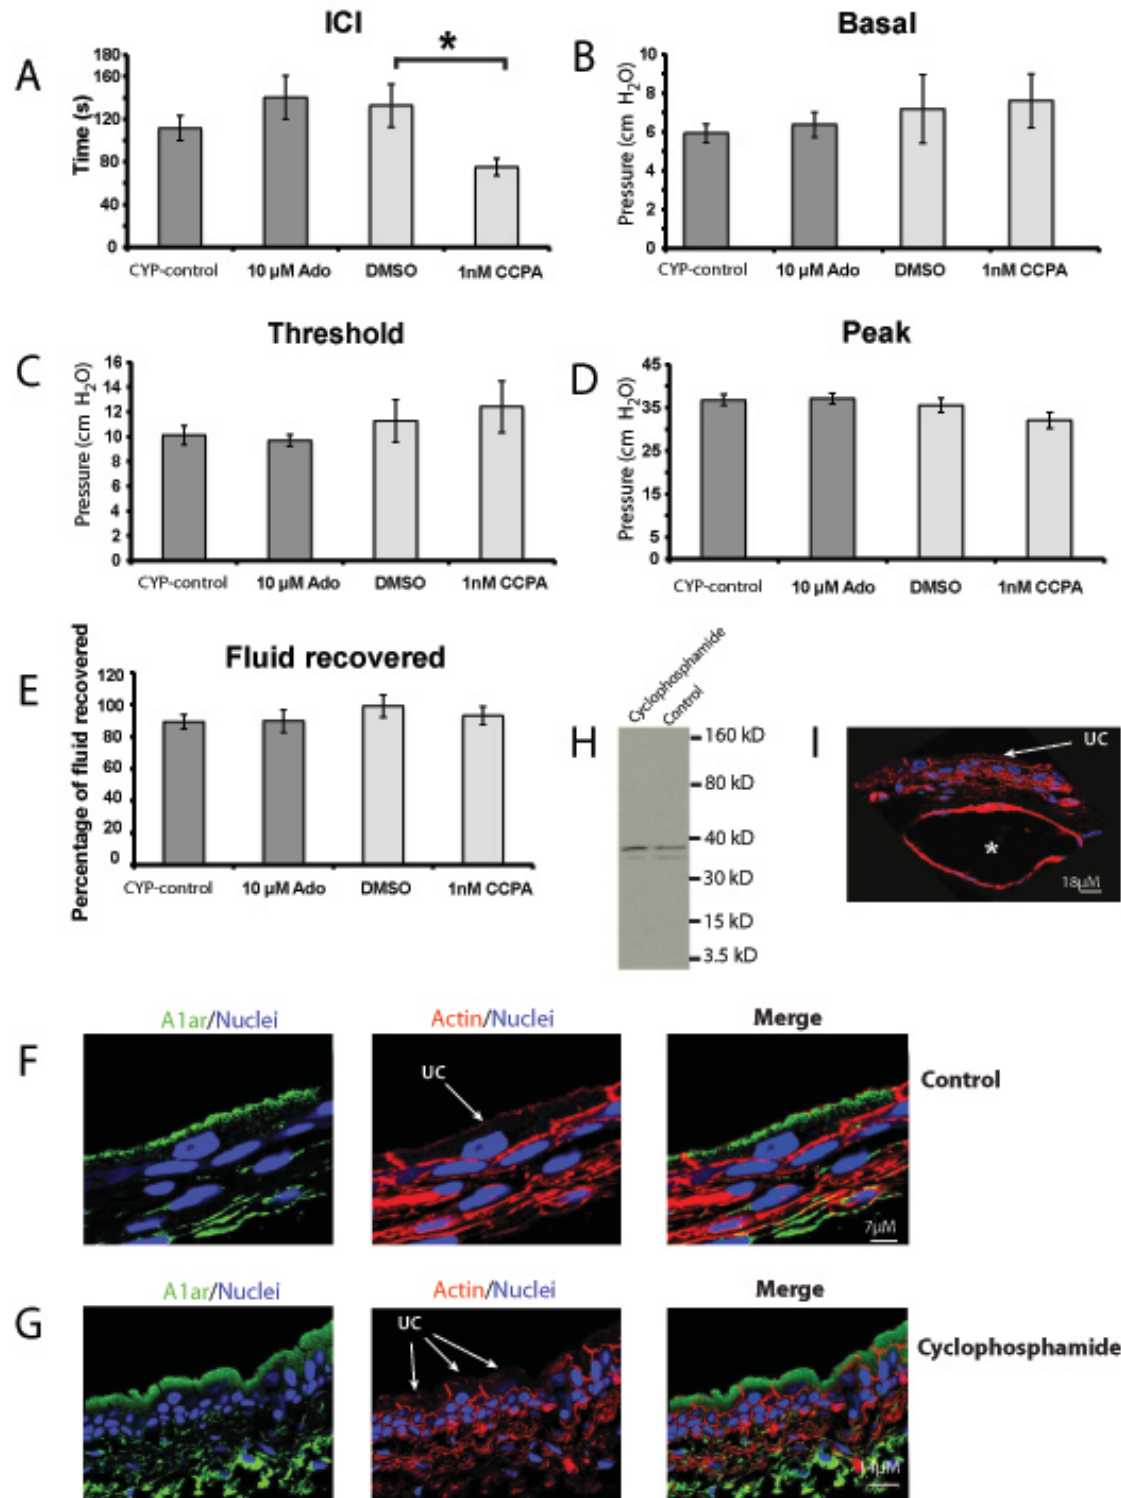 ICI
A
Time (s)
180
160
120
80
40
0
*
CYP-control 10 µM Ado DMSO 1nM CCPA
Basal
B
Pressure (cm H2O)
10
8
6
4
2
0
CYP-control 10 µM Ado DMSO 1nM CCPA
Threshold
C
Pressure (cm H2O)
16
14
12
10
8
6
4
2
0
CYP-control 10 µM Ado DMSO 1nM CCPA
Peak
D
Pressure (cm H2O)
45
35
25
15
5
0
CYP-control 10 µM Ado DMSO 1nM CCPA
Fluid recovered
E
Percentage of fluid recovered
120
100
80
60
40
20
0
CYP-control 10 µM Ado DMSO 1nM CCPA
H
Cyclophosphamide
Control
160 kD
80 kD
40 kD
30 kD
15 kD
3.5 kD
I
UC
*
18µM
A1ar/Nuclei Actin/Nuclei Merge
F
UC
Control
7µM
A1ar/Nuclei Actin/Nuclei Merge
G
UC
Cyclophosphamide
14µM